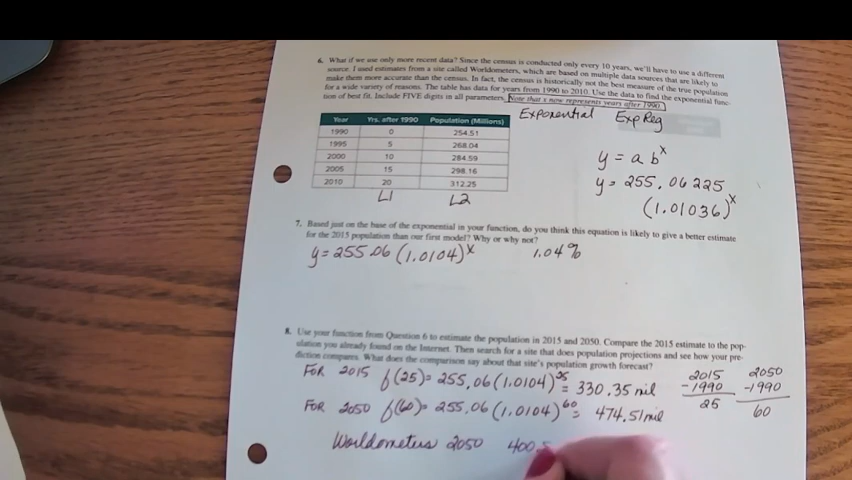 6. What if we use only more recent data? Since the census is conducted only every 10 years, we'll have to use a different
source. I used estimates from a site called Worldometers, which are based on multiple data sources that are likely to
make them more accurate than the census. In fact, the census is historically not the best measure of the true population
for a wide variety of reasons. The table has data for years from 1990 to 2010. Use the data to find the exponential func-
tion of best fit. Include FIVE digits in all parameters. Note that x now represents years after 1990.
Exponential ExpReg
Year Yrs. after 1990 Population (Millions)
1990 0 254.51
1995 5 268.04
2000 10 284.59
2005 15 298.16
2010 20 312.25
L1 L2
y = a b^x
y = 255.06225
(1.01036)^x
7. Based just on the base of the exponential in your function, do you think this equation is likely to give a better estimate
for the 2015 population than our first model? Why or why not?
y = 255.06 (1.0104)^x 1.04%
8. Use your function from Question 6 to estimate the population in 2015 and 2050. Compare the 2015 estimate to the pop-
ulation you already found on the Internet. Then search for a site that does population projections and see how your pre-
diction compares. What does the comparison say about that site's population growth forecast?
For 2015 f(25) = 255.06 (1.0104)^25 = 330.35 mil
For 2050 f(60) = 255.06 (1.0104)^60 = 474.51 mil
2015
-1990
25
2050
-1990
60
Worldometers 2050 400